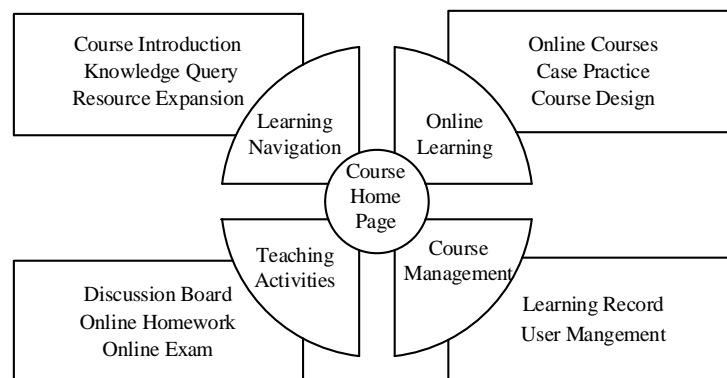 Course Introduction
Knowledge Query
Resource Expansion
Online Courses
Case Practice
Course Design
Learning
Navigation
Online
Learning
Course
Home
Page
Teaching
Activities
Course
Management
Discussion Board
Online Homework
Online Exam
Learning Record
User Mangement